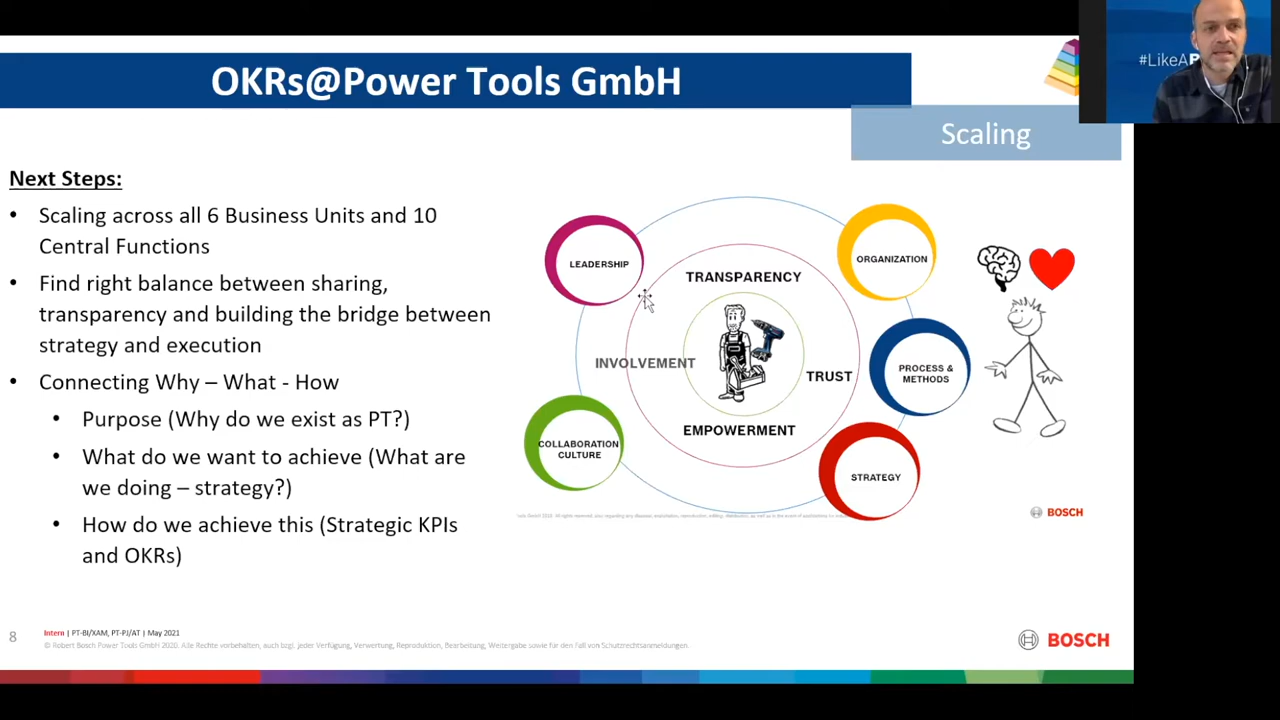 OKRs@Power Tools GmbH
#LikeAB
Scaling
Next Steps:
• Scaling across all 6 Business Units and 10
Central Functions
• Find right balance between sharing,
transparency and building the bridge between
strategy and execution
• Connecting Why – What - How
• Purpose (Why do we exist as PT?)
• What do we want to achieve (What are
we doing – strategy?)
• How do we achieve this (Strategic KPIs
and OKRs)
LEADERSHIP
ORGANIZATION
TRANSPARENCY
INVOLVEMENT
TRUST
PROCESS &
METHODS
EMPOWERMENT
COLLABORATION
CULTURE
STRATEGY
BOSCH
8
Intern | PT-BI/XAM, PT-PJ/AT | May 2021
© Robert Bosch Power Tools GmbH 2020. Alle Rechte vorbehalten, auch bzgl. jeder Verfügung, Verwertung, Reproduktion, Bearbeitung, Weitergabe sowie für den Fall von Schutzrechtsanmeldungen.
BOSCH